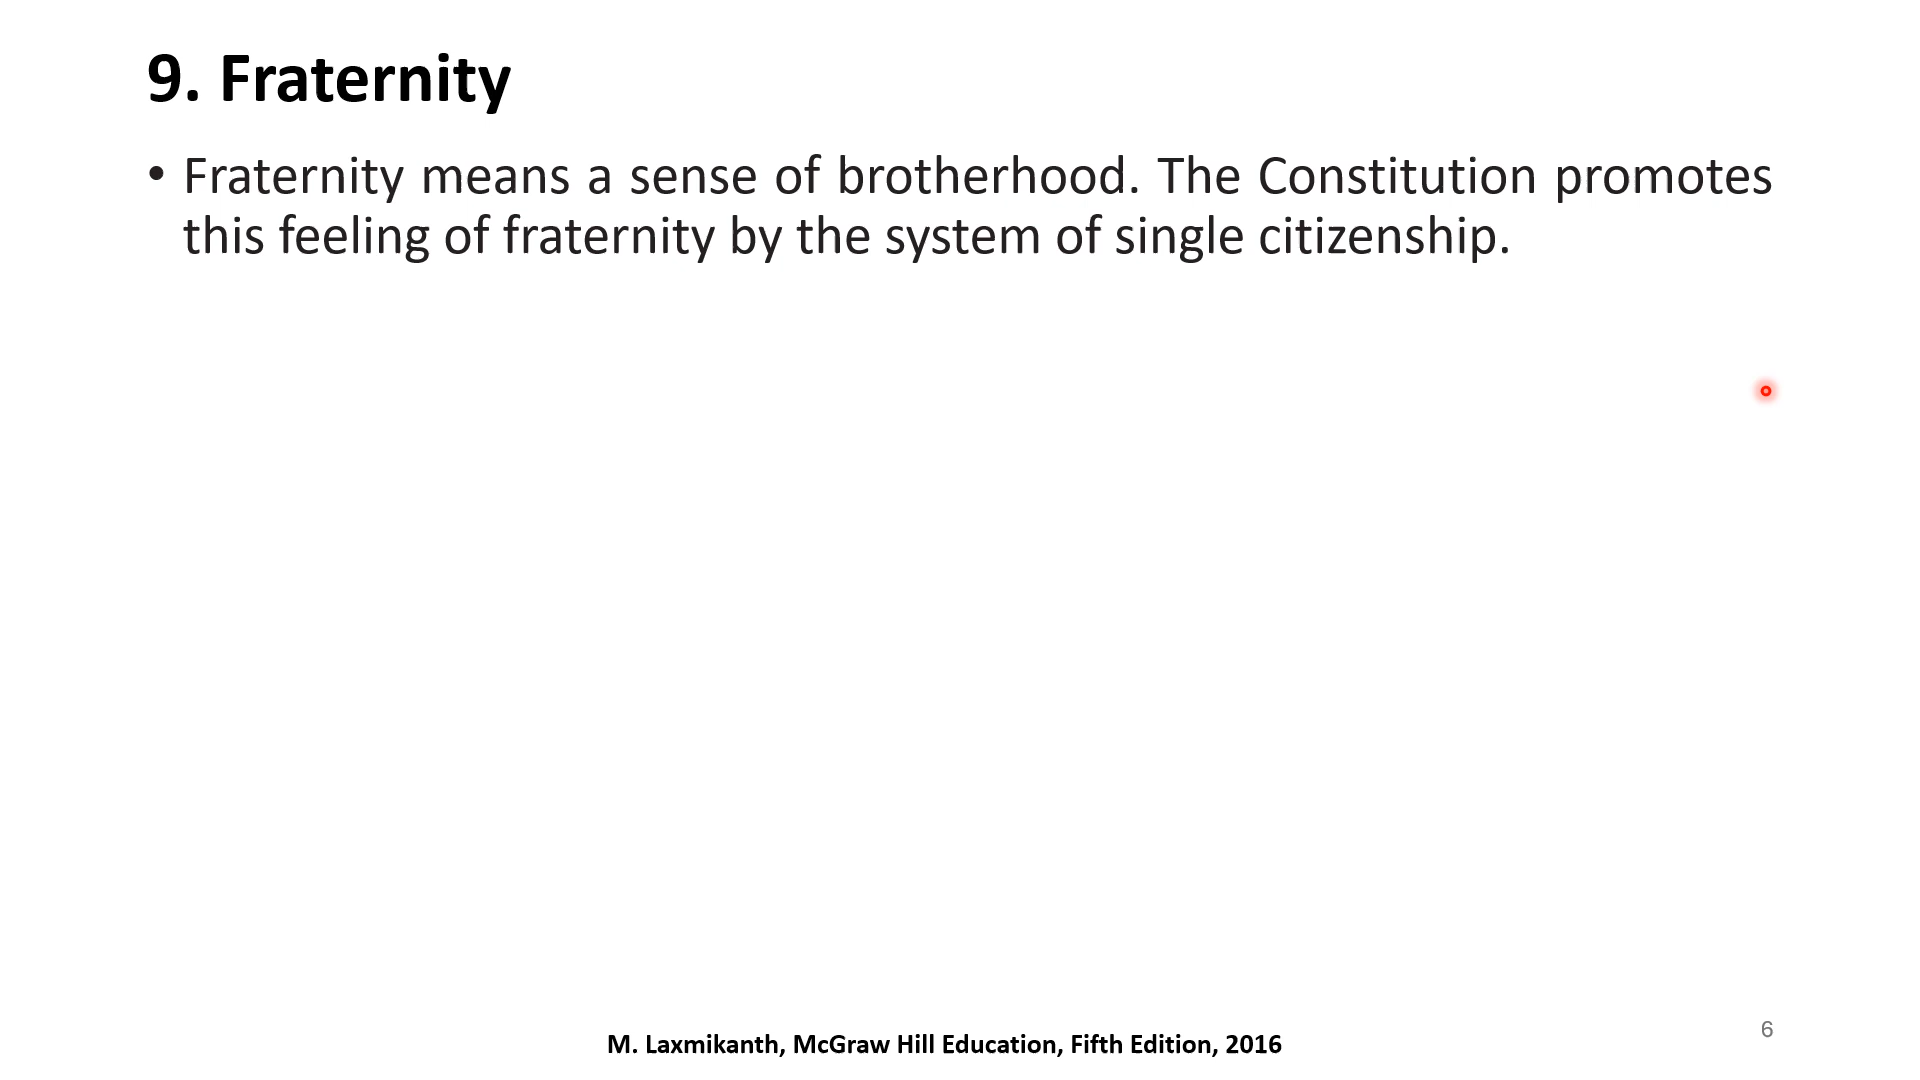 9. Fraternity
• Fraternity means a sense of brotherhood. The Constitution promotes
this feeling of fraternity by the system of single citizenship.
M. Laxmikanth, McGraw Hill Education, Fifth Edition, 2016
6